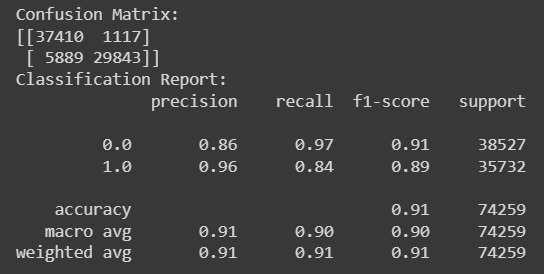 Confusion Matrix:
[[37410  1117]
 [ 5889 29843]]
Classification Report:
              precision    recall  f1-score   support

         0.0       0.86      0.97      0.91     38527
         1.0       0.96      0.84      0.89     35732

    accuracy                           0.91     74259
   macro avg       0.91      0.90      0.90     74259
weighted avg       0.91      0.91      0.91     74259